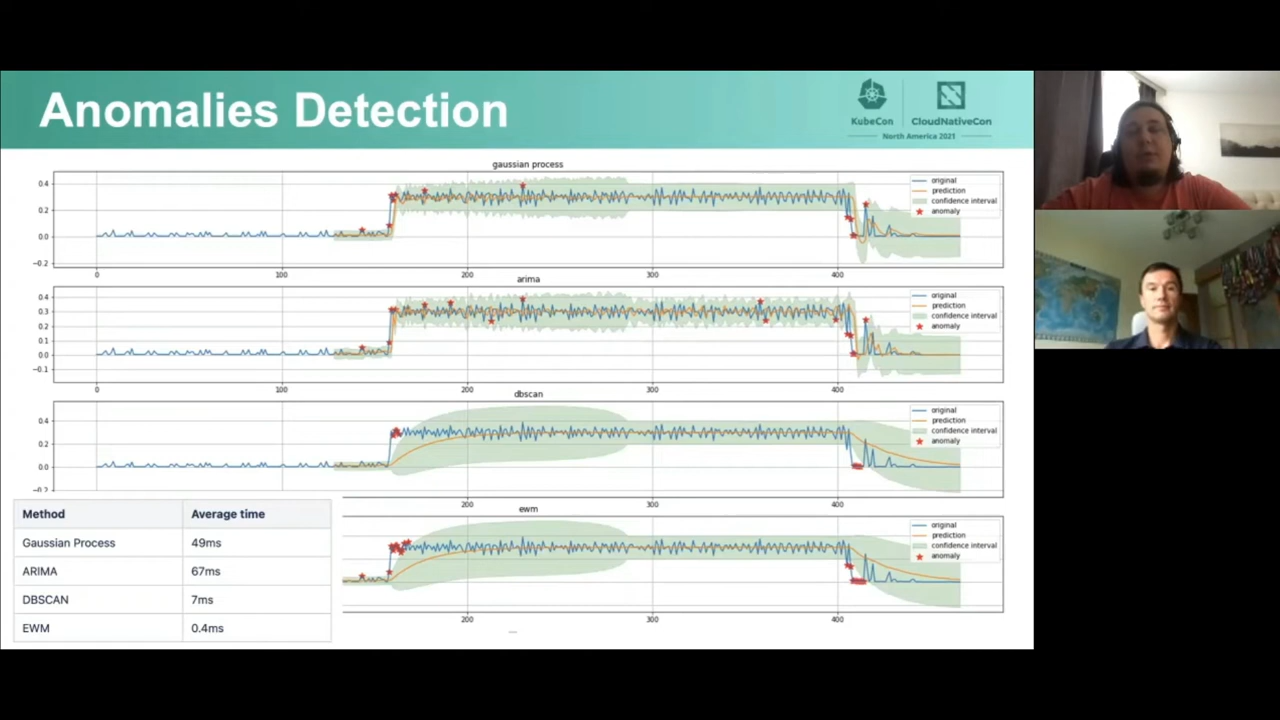 Anomalies Detection
KubeCon
CloudNativeCon
North America 2021
gaussian process
0.4
0.2
0.0
−0.2
original
prediction
confidence interval
anomaly
0 100 200 300 400
arima
0.4
0.3
0.2
0.1
0.0
−0.1
original
prediction
confidence interval
anomaly
0 100 200 300 400
dbscan
0.4
0.2
0.0
−0.2
original
prediction
confidence interval
anomaly
200 300 400
ewm
original
prediction
confidence interval
anomaly
200 300 400
Method Average time
Gaussian Process 49ms
ARIMA 67ms
DBSCAN 7ms
EWM 0.4ms